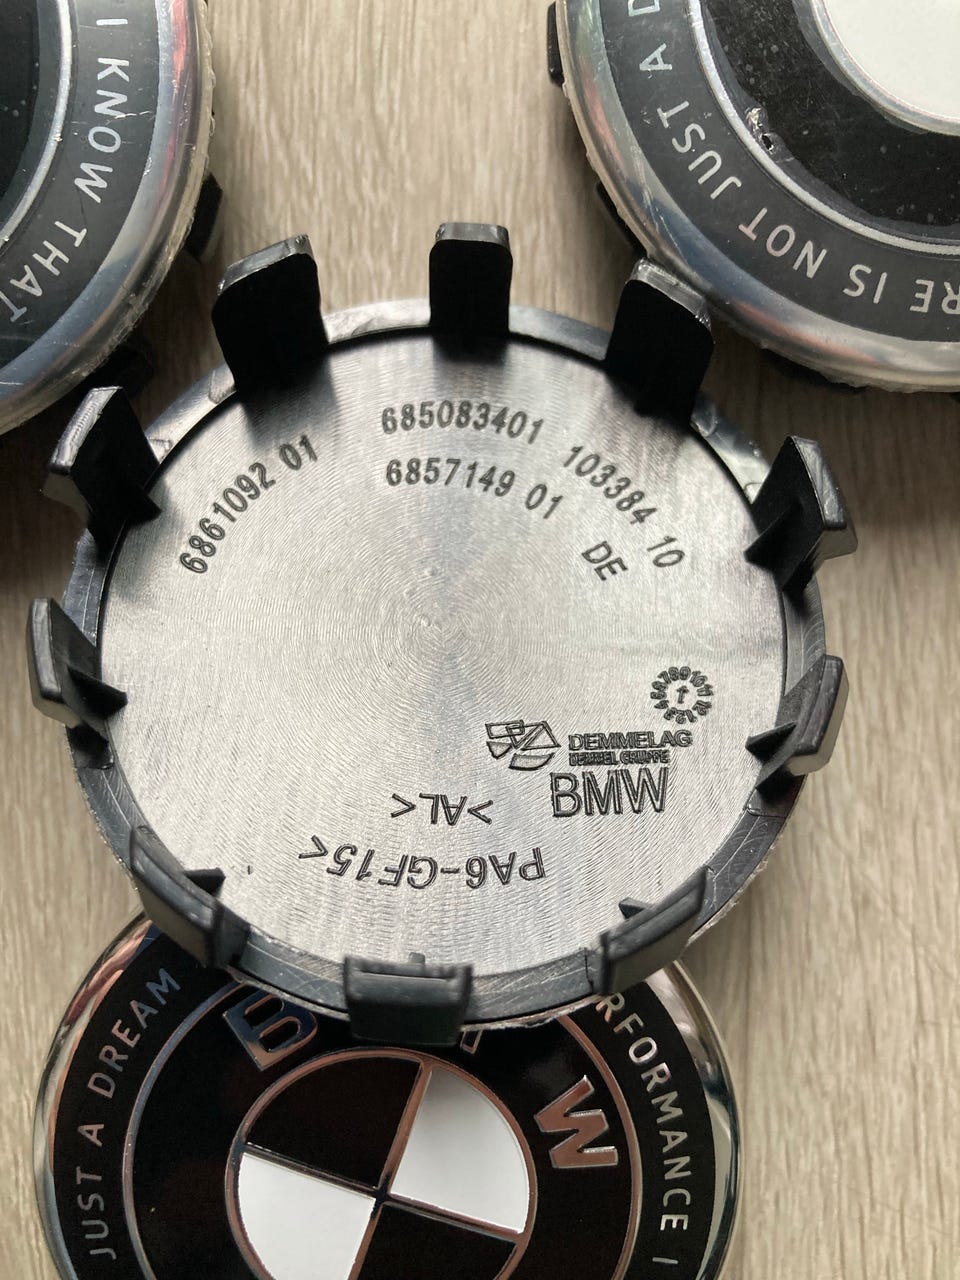 I KNOW THAT
RE IS NOT JUST A D
685083401
6857149 01
6861092 01
103384 10
DE
DEMMELAG
DEMMEL GRUPPE
BMW
>AL<
PA6-GF15<
JUST A DREAM
RFORMANCE I
B
W